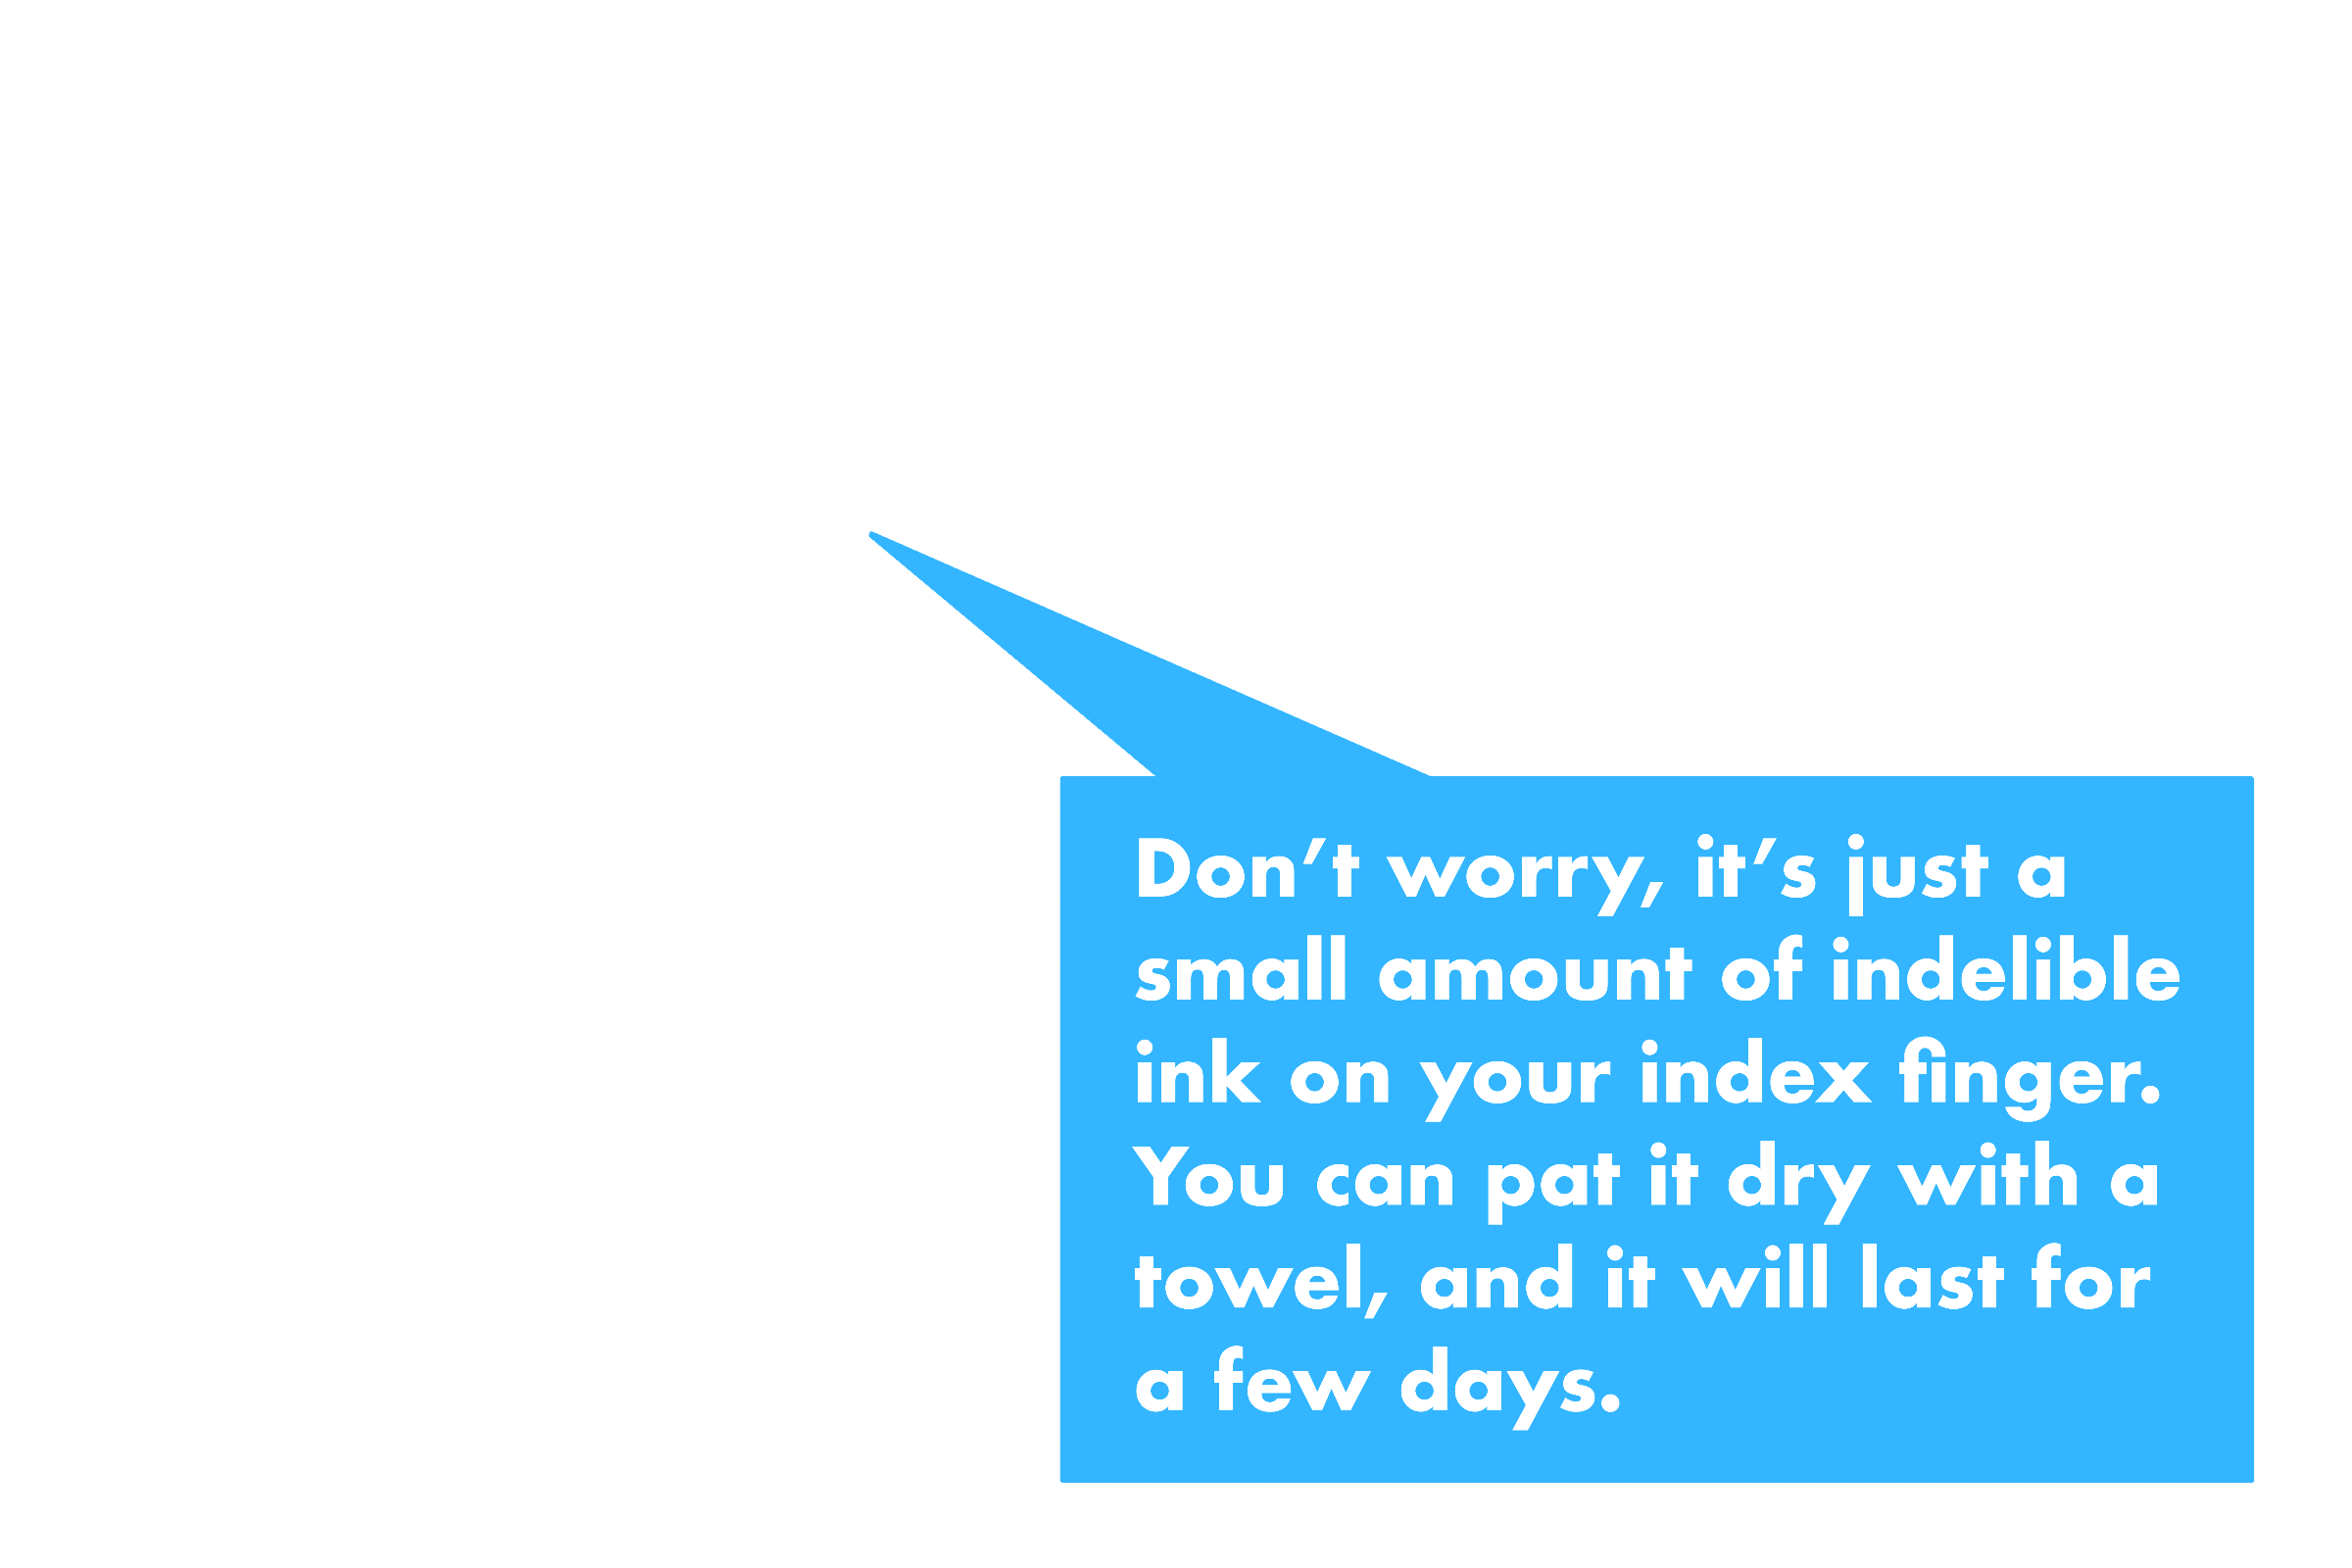 Don’t worry, it’s just a
small amount of indelible
ink on your index finger.
You can pat it dry with a
towel, and it will last for
a few days.